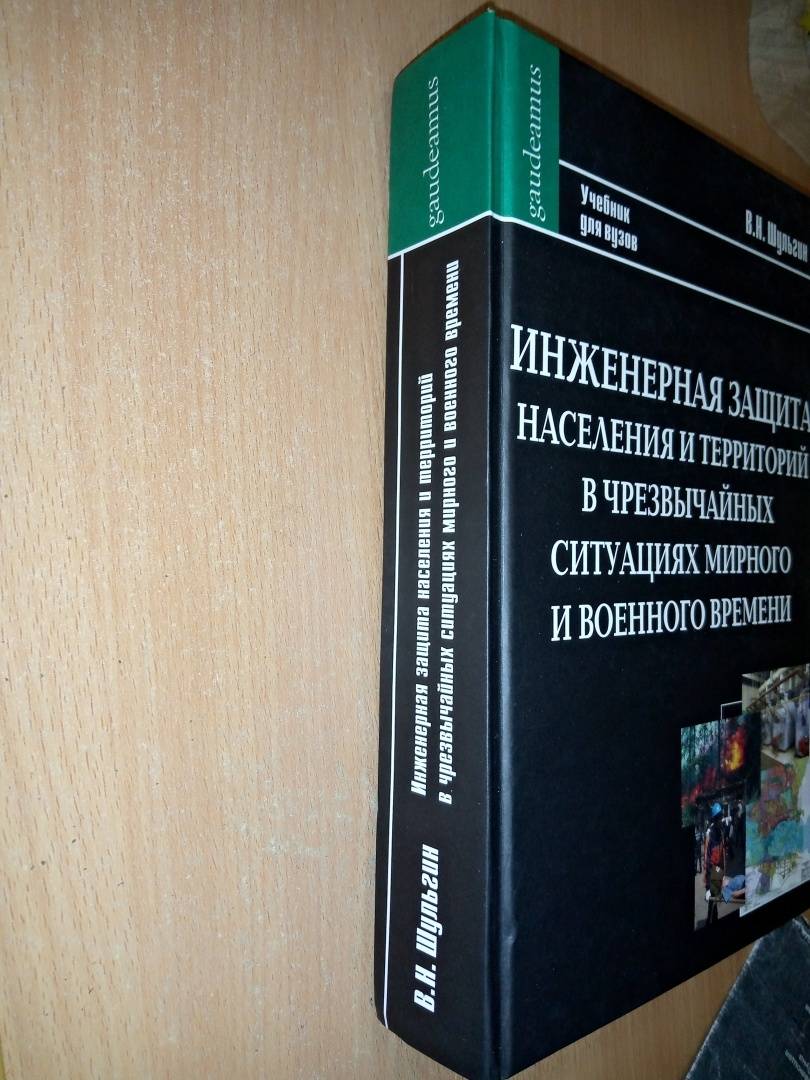 gaudeamus
В.Н. Шульгин
Инженерная защита населения и территорий
в чрезвычайных ситуациях мирного и военного времени
gaudeamus
Учебник
для вузов
В.Н. Шульгин
ИНЖЕНЕРНАЯ ЗАЩИТА
НАСЕЛЕНИЯ И ТЕРРИТОРИЙ
В ЧРЕЗВЫЧАЙНЫХ
СИТУАЦИЯХ МИРНОГО
И ВОЕННОГО ВРЕМЕНИ